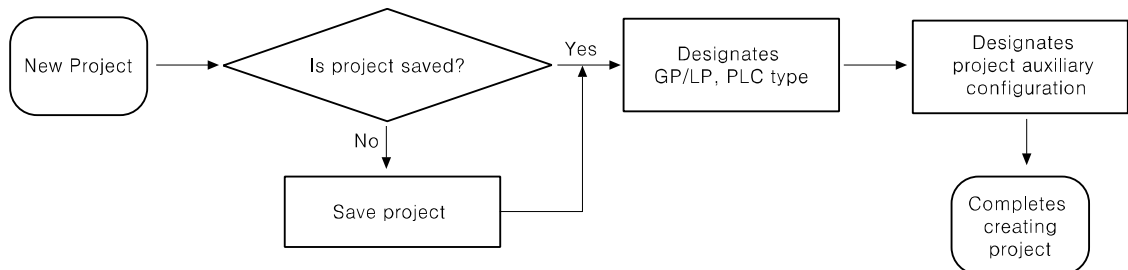 New Project
Is project saved?
Yes
No
Save project
Designates
GP/LP, PLC type
Designates
project auxiliary
configuration
Completes
creating
project